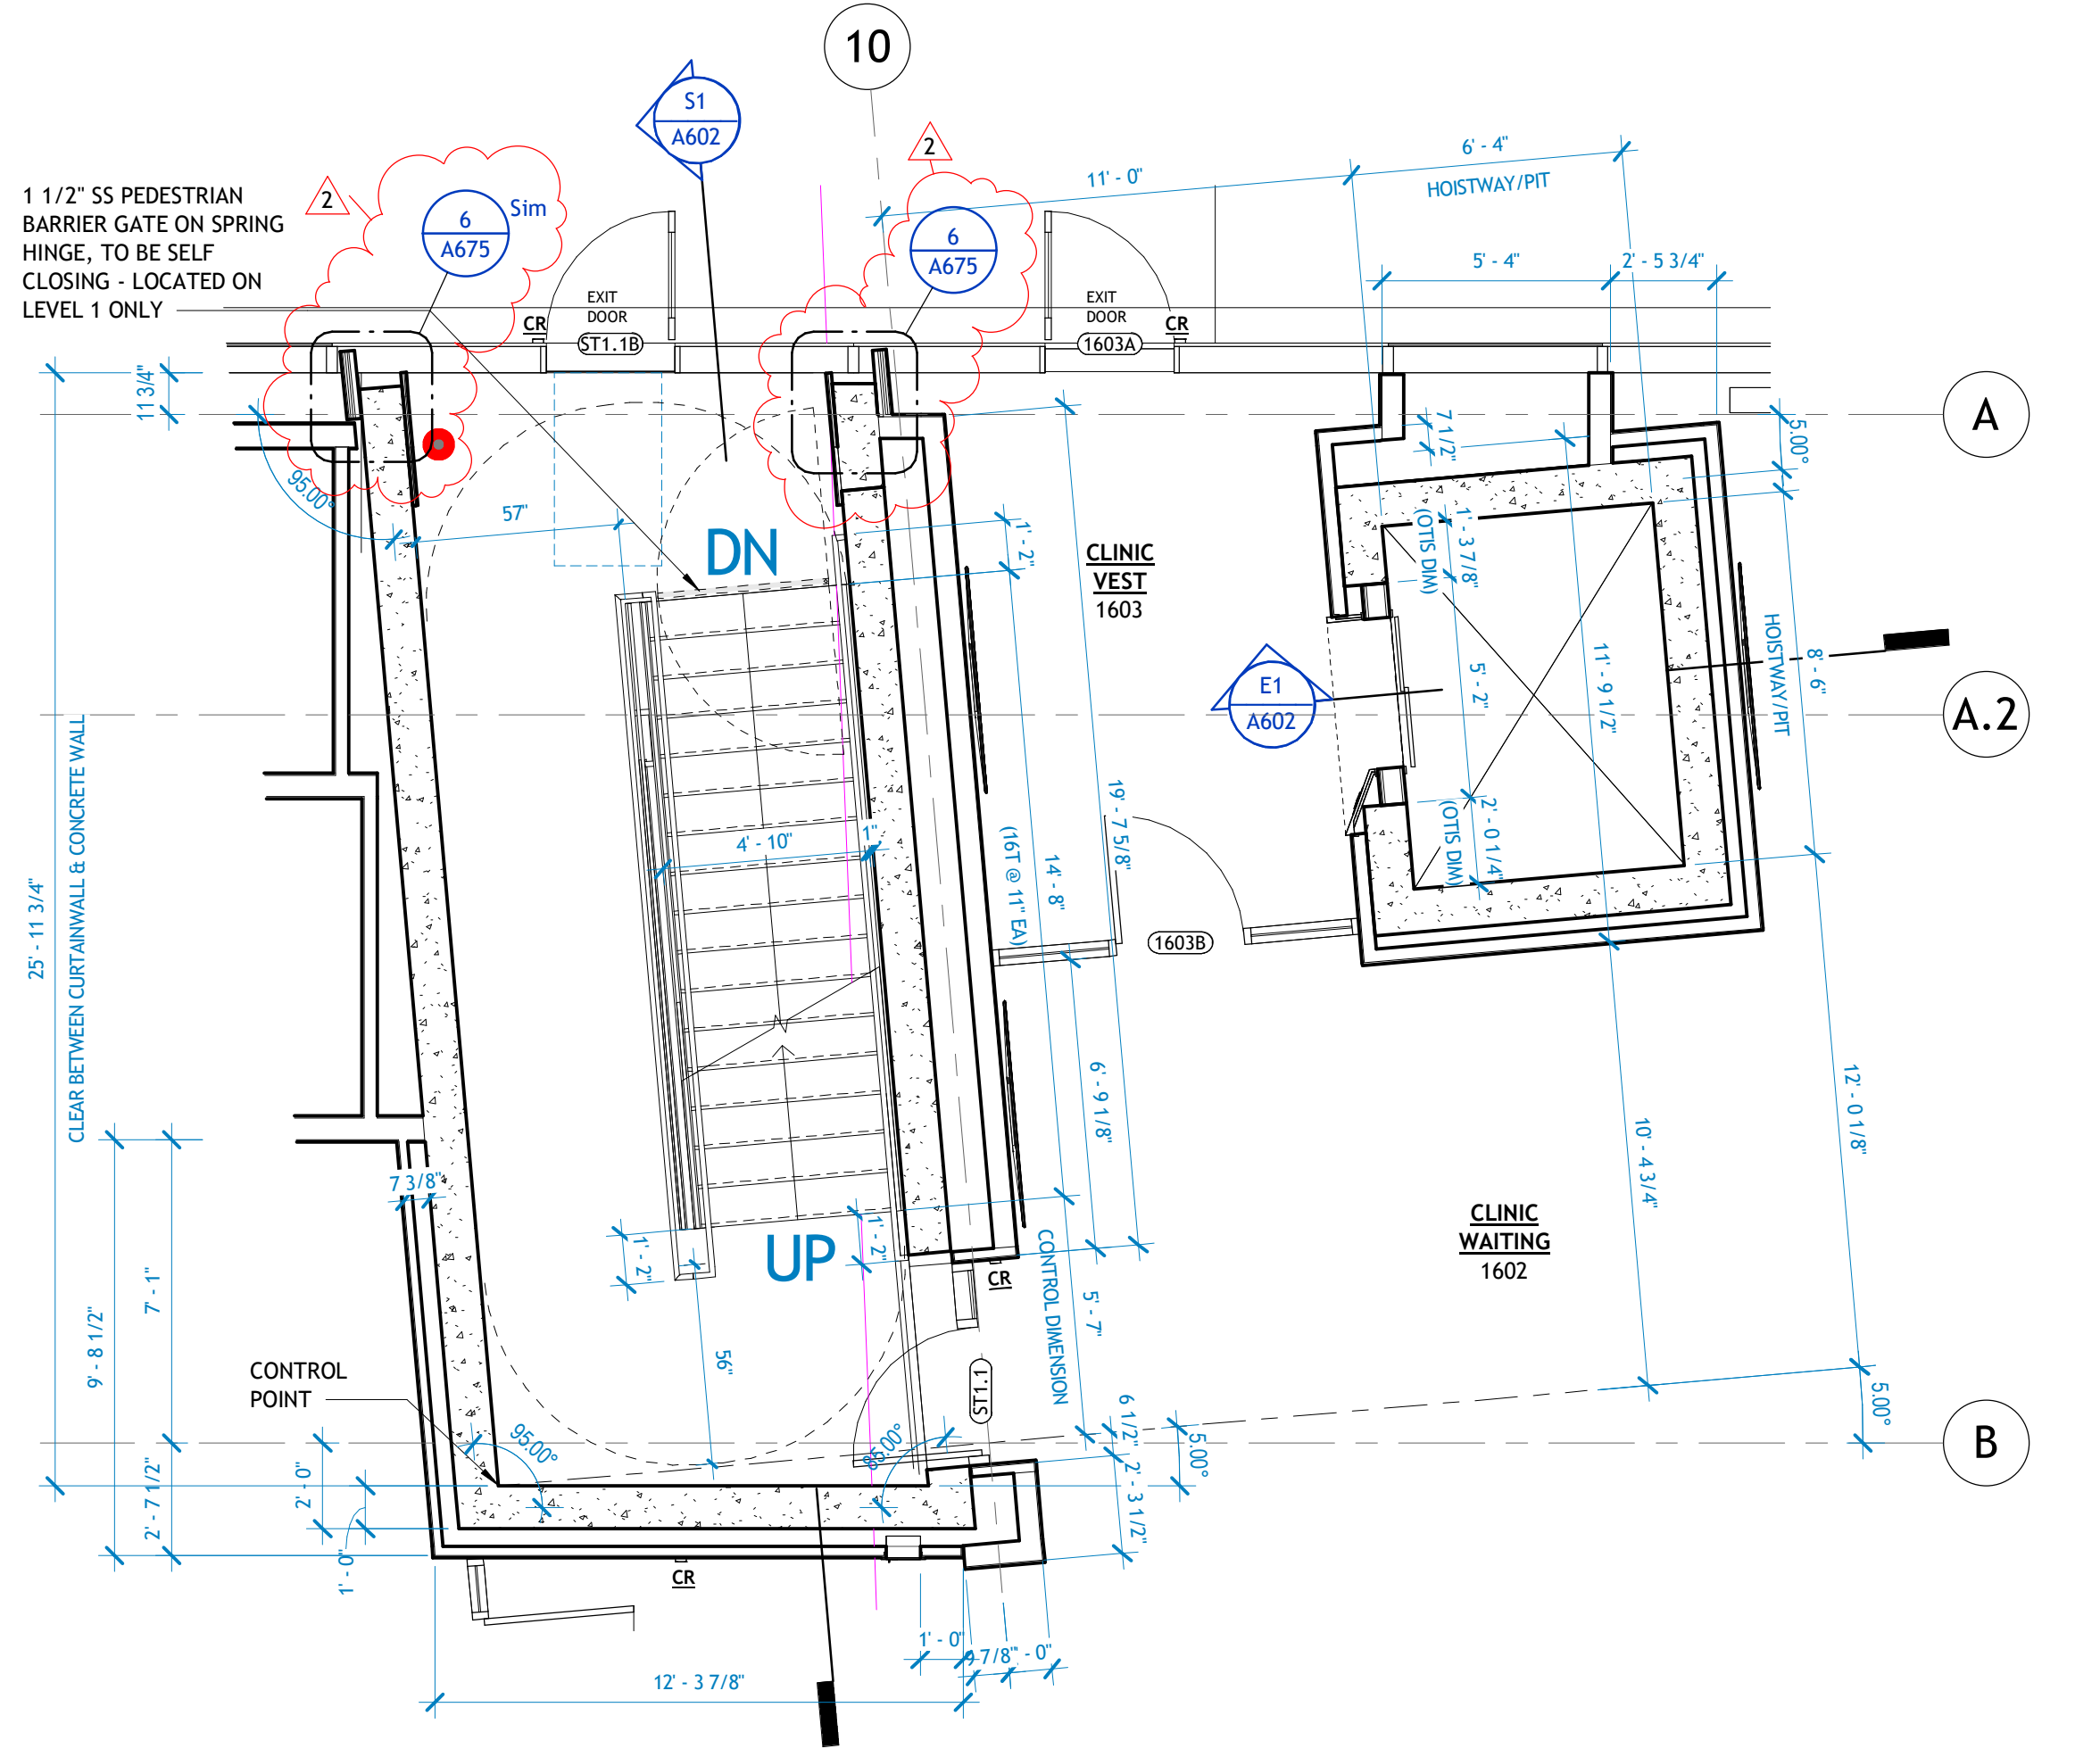 10
S1
A602
2
2
1 1/2" SS PEDESTRIAN
BARRIER GATE ON SPRING
HINGE, TO BE SELF
CLOSING - LOCATED ON
LEVEL 1 ONLY
6
A675
Sim
6
A675
11' - 0"
6' - 4"
HOISTWAY/PIT
5' - 4"
2' - 5 3/4"
EXIT
DOOR
CR
ST1.1B
EXIT
DOOR
CR
1603A
11 3/4"
A
5.00°
7 1/2"
95.00°
57"
DN
1' - 2"
CLINIC
VEST
1603
1' - 3 7/8"
(OTIS DIM)
HOISTWAY/PIT
8' - 6"
11' - 9 1/2"
5' - 2"
E1
A602
A.2
CLEAR BETWEEN CURTAINWALL & CONCRETE WALL
25' - 11 3/4"
4' - 10"
1"
(16T @ 11" EA)
14' - 8"
19' - 7 5/8"
2' - 0 1/4"
(OTIS DIM)
1603B
6' - 9 1/8"
12' - 0 1/8"
10' - 4 3/4"
7 3/8"
CLINIC
WAITING
1602
1' - 2"
UP
1' - 2"
CR
CONTROL DIMENSION
5' - 7"
7' - 1"
9' - 8 1/2"
56"
CONTROL
POINT
ST1.1
5.00°
95.00°
85.00°
6 1/2"
5.00°
B
2' - 0"
2' - 7 1/2"
2' - 3 1/2"
1' - 0"
CR
1' - 0"
9 7/8"
- 0"
12' - 3 7/8"